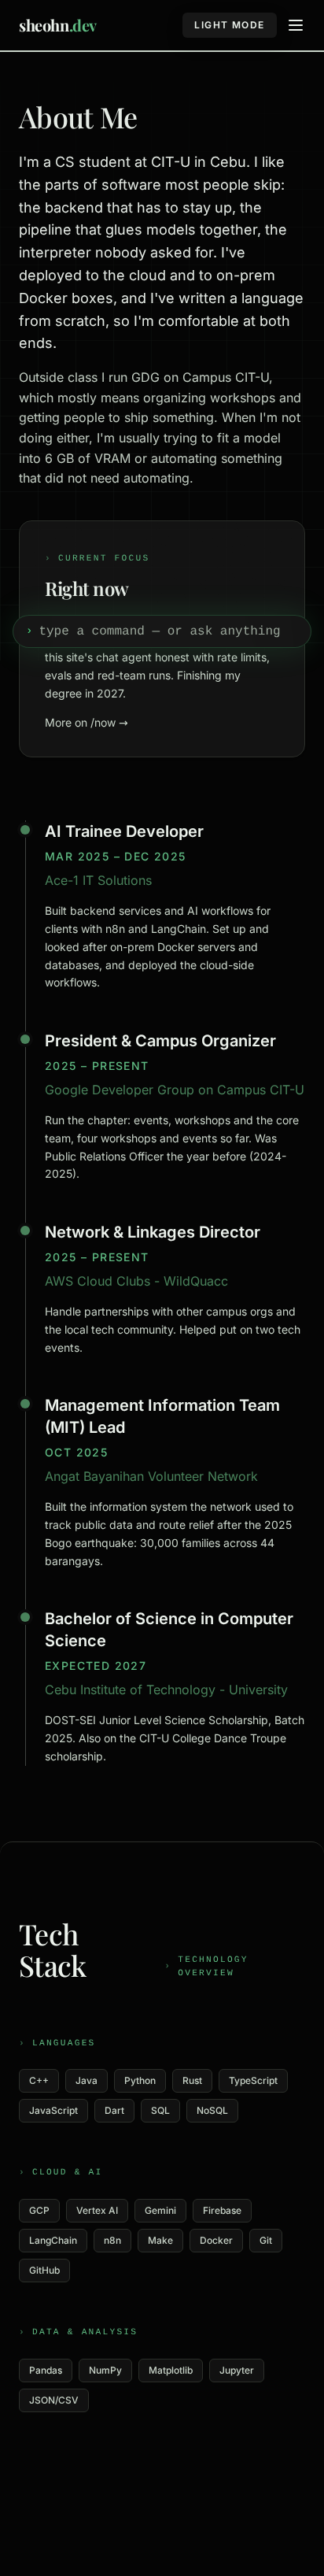 sheohn.dev
LIGHT MODE
About Me
I'm a CS student at CIT-U in Cebu. I like
the parts of software most people skip:
the backend that has to stay up, the
pipeline that glues models together, the
interpreter nobody asked for. I've
deployed to the cloud and to on-prem
Docker boxes, and I've written a language
from scratch, so I'm comfortable at both
ends.
Outside class I run GDG on Campus CIT-U,
which mostly means organizing workshops and
getting people to ship something. When I'm not
doing either, I'm usually trying to fit a model
into 6 GB of VRAM or automating something
that did not need automating.
› CURRENT FOCUS
Right now
› type a command — or ask anything
this site's chat agent honest with rate limits,
evals and red-team runs. Finishing my
degree in 2027.
More on /now →
AI Trainee Developer
MAR 2025 – DEC 2025
Ace-1 IT Solutions
Built backend services and AI workflows for
clients with n8n and LangChain. Set up and
looked after on-prem Docker servers and
databases, and deployed the cloud-side
workflows.
President & Campus Organizer
2025 – PRESENT
Google Developer Group on Campus CIT-U
Run the chapter: events, workshops and the core
team, four workshops and events so far. Was
Public Relations Officer the year before (2024-
2025).
Network & Linkages Director
2025 – PRESENT
AWS Cloud Clubs - WildQuacc
Handle partnerships with other campus orgs and
the local tech community. Helped put on two tech
events.
Management Information Team
(MIT) Lead
OCT 2025
Angat Bayanihan Volunteer Network
Built the information system the network used to
track public data and route relief after the 2025
Bogo earthquake: 30,000 families across 44
barangays.
Bachelor of Science in Computer
Science
EXPECTED 2027
Cebu Institute of Technology - University
DOST-SEI Junior Level Science Scholarship, Batch
2025. Also on the CIT-U College Dance Troupe
scholarship.
Tech
Stack
› TECHNOLOGY
OVERVIEW
› LANGUAGES
C++ Java Python Rust TypeScript
JavaScript Dart SQL NoSQL
› CLOUD & AI
GCP Vertex AI Gemini Firebase
LangChain n8n Make Docker Git
GitHub
› DATA & ANALYSIS
Pandas NumPy Matplotlib Jupyter
JSON/CSV